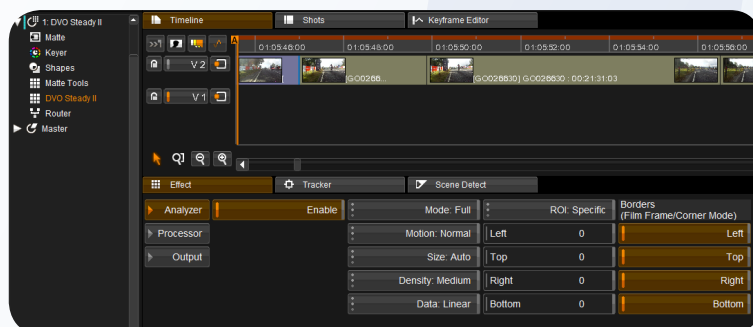 1: DVO Steady II
Matte
Keyer
Shapes
Matte Tools
DVO Steady II
Router
Master
Timeline
Shots
Keyframe Editor
01:05:46:00 01:05:48:00 01:05:50:00 01:05:52:00 01:05:54:00 01:05:56:00
V 2
GO0266...
GO026630] GO026630 : 00:21:31:03
V 1
Effect
Tracker
Scene Detect
Analyzer
Enable
Mode: Full
ROI: Specific
Borders
(Film Frame/Corner Mode)
Processor
Motion: Normal
Left 0
Left
Output
Size: Auto
Top 0
Top
Density: Medium
Right 0
Right
Data: Linear
Bottom 0
Bottom